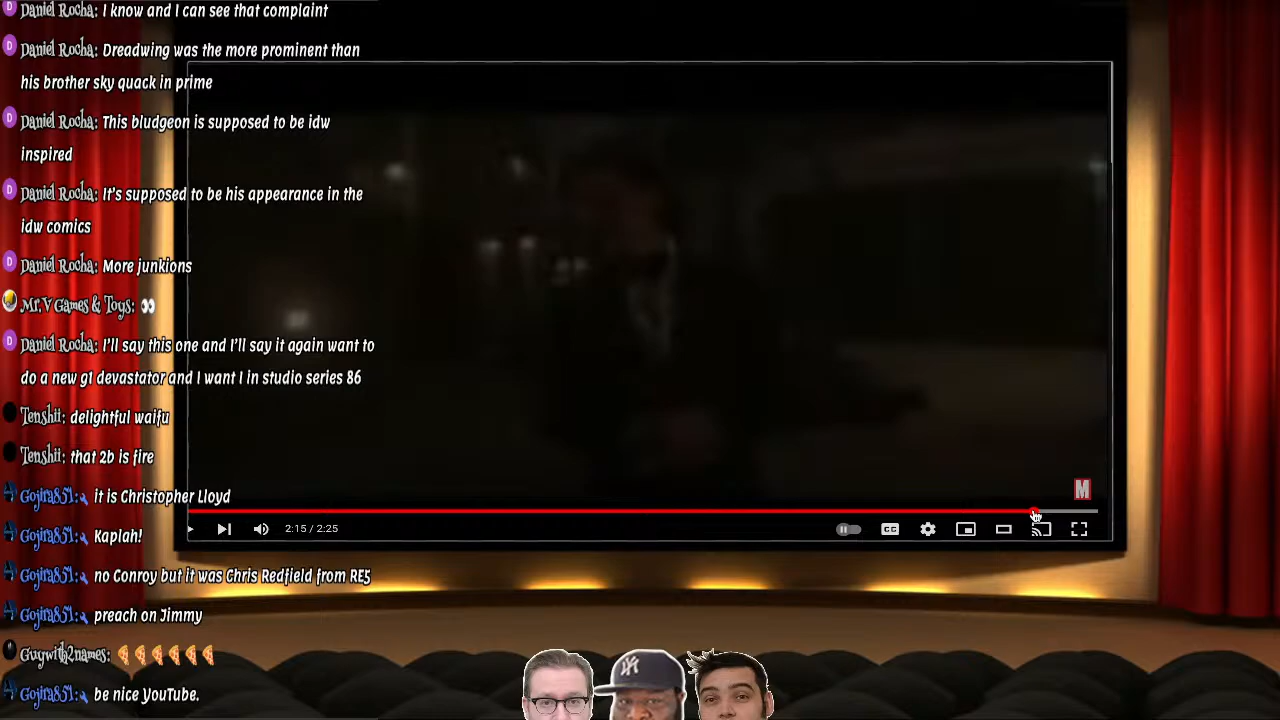 Daniel Rocha: I know and I can see that complaint
Daniel Rocha: Dreadwing was the more prominent than
his brother sky quack in prime
Daniel Rocha: This bludgeon is supposed to be idw
inspired
Daniel Rocha: It's supposed to be his appearance in the
idw comics
Daniel Rocha: More junkions
Mr.V Games & Toys: 👀
Daniel Rocha: I'll say this one and I'll say it again want to
do a new g1 devastator and I want I in studio series 86
Tenshii: delightful waifu
Tenshii: that 2b is fire
Gojira851: it is Christopher Lloyd
Gojira851: Kaplah!
M
2:15 / 2:25
CC
Gojira851: no Conroy but it was Chris Redfield from RE5
Gojira851: preach on Jimmy
Guywith2names: 🍕🍕🍕🍕🍕🍕
Gojira851: be nice YouTube.